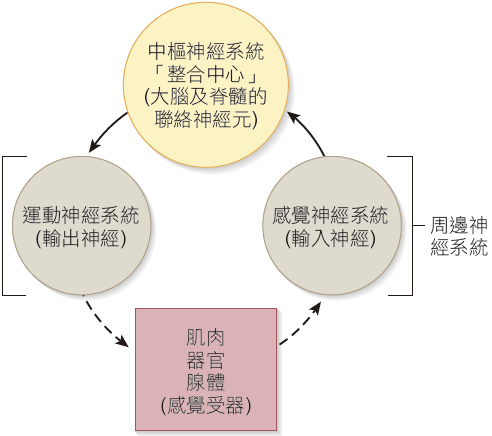 中樞神經系統
「整合中心」
(大腦及脊髓的
聯絡神經元)
運動神經系統
(輸出神經)
感覺神經系統
(輸入神經)
周邊神
經系統
肌肉
器官
腺體
(感覺受器)